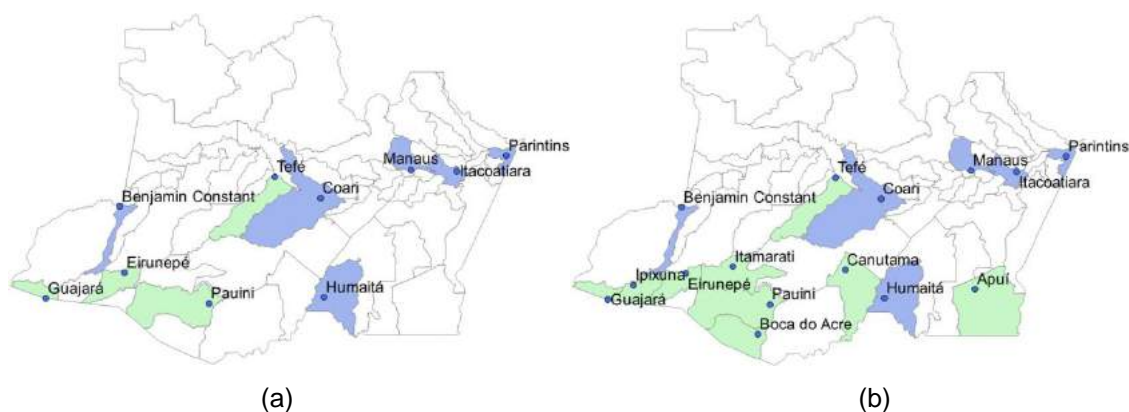 Parintins
Manaus
Itacoatiara
Tefé
Coari
Benjamin Constant
Eirunepé
Guajará
Pauini
Humaitá
(a)
Parintins
Manaus
Itacoatiara
Tefé
Coari
Benjamin Constant
Itamarati
Canutama
Ipixuna
Eirunepé
Apuí
Guajará
Pauini
Humaitá
Boca do Acre
(b)